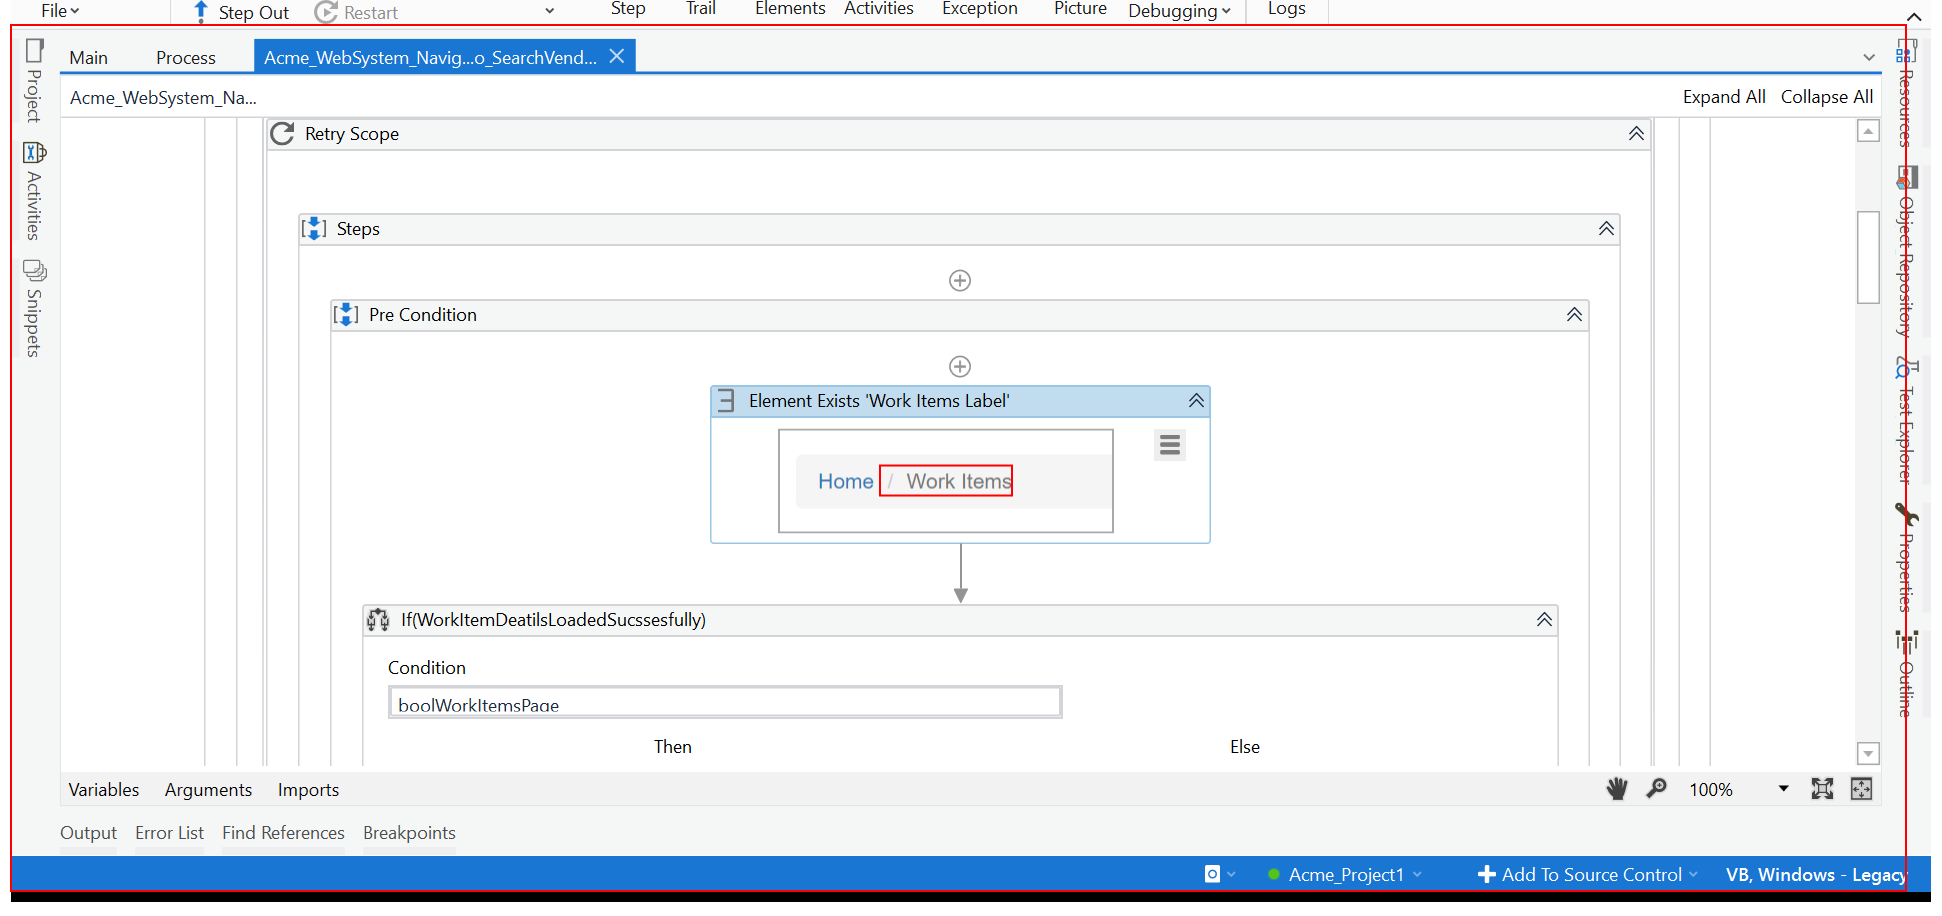 File
Step Out
Restart
Step
Trail
Elements
Activities
Exception
Picture
Debugging
Logs
Project
Activities
Snippets
Main
Process
Acme_WebSystem_Navig...o_SearchVend...
Acme_WebSystem_Na...
Expand All
Collapse All
Retry Scope
Steps
Pre Condition
Element Exists 'Work Items Label'
Home / Work Items
If(WorkItemDeatilsLoadedSucssesfully)
Condition
boolWorkItemsPage
Then
Else
Resources
Object Repository
Test Explorer
Properties
Outline
Variables
Arguments
Imports
100%
Output
Error List
Find References
Breakpoints
Acme_Project1
Add To Source Control
VB, Windows - Legacy